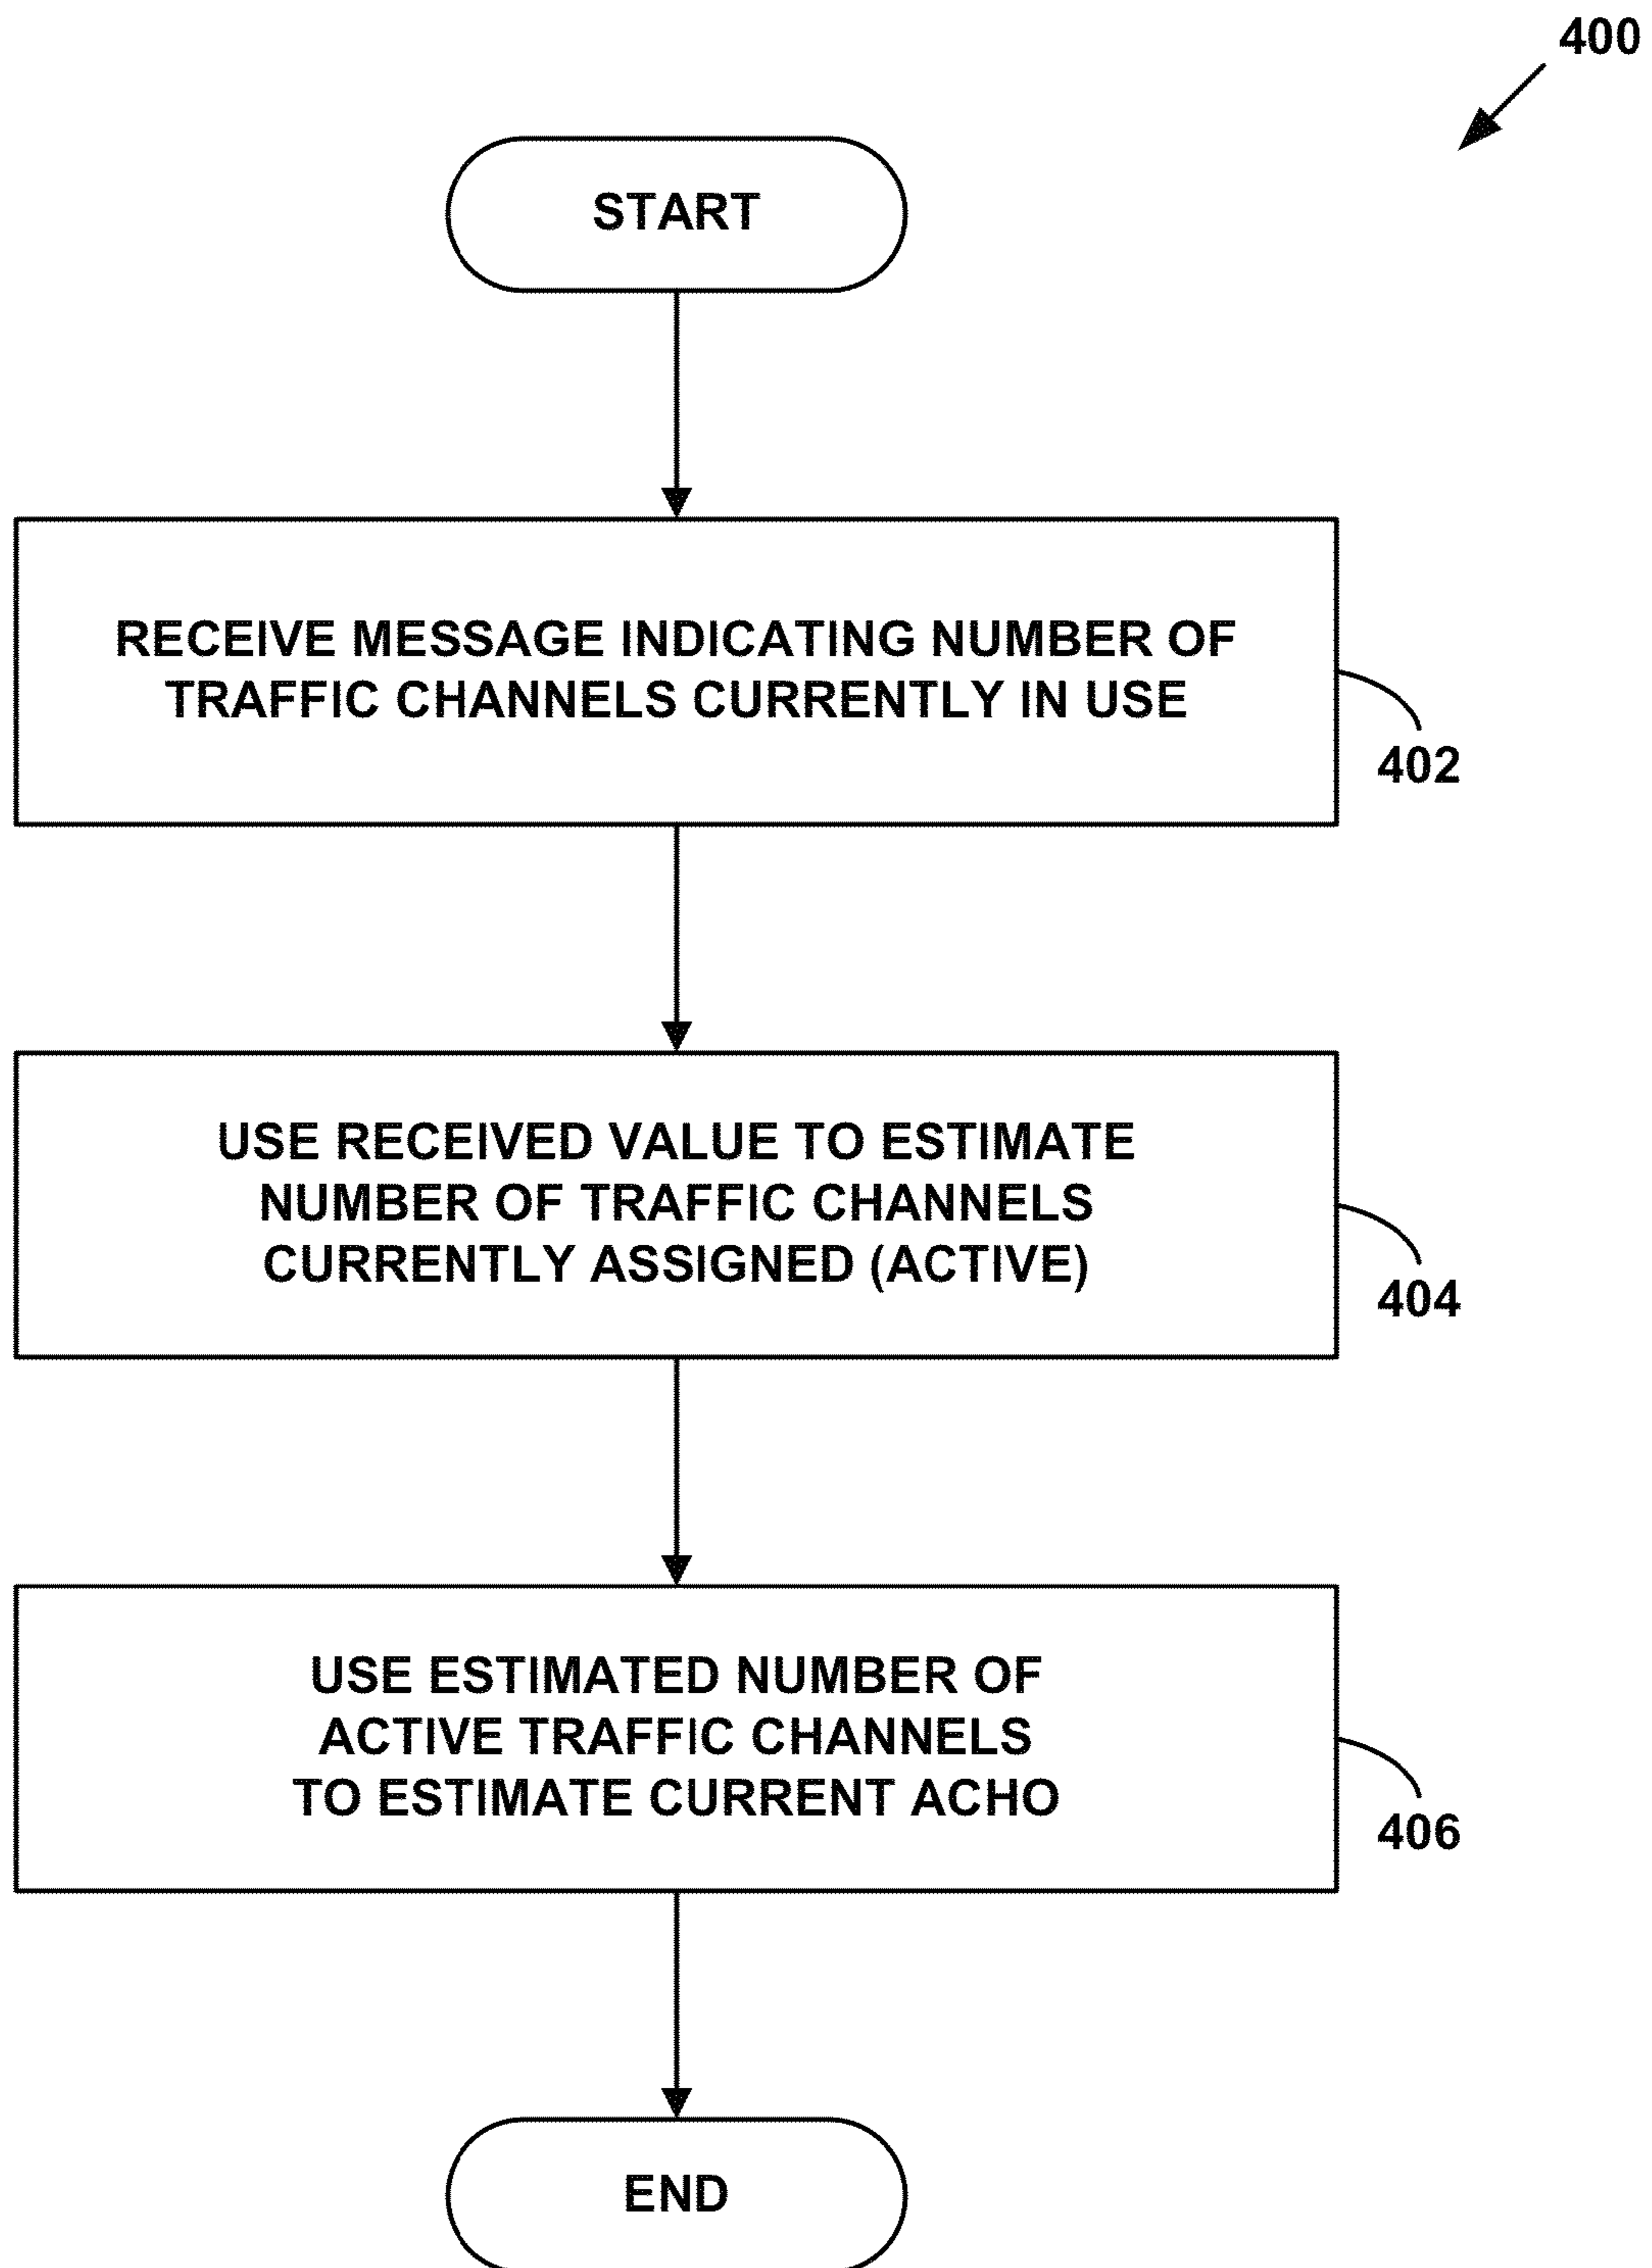 400
START
RECEIVE MESSAGE INDICATING NUMBER OF
TRAFFIC CHANNELS CURRENTLY IN USE
402
USE RECEIVED VALUE TO ESTIMATE
NUMBER OF TRAFFIC CHANNELS
CURRENTLY ASSIGNED (ACTIVE)
404
USE ESTIMATED NUMBER OF
ACTIVE TRAFFIC CHANNELS
TO ESTIMATE CURRENT ACHO
406
END